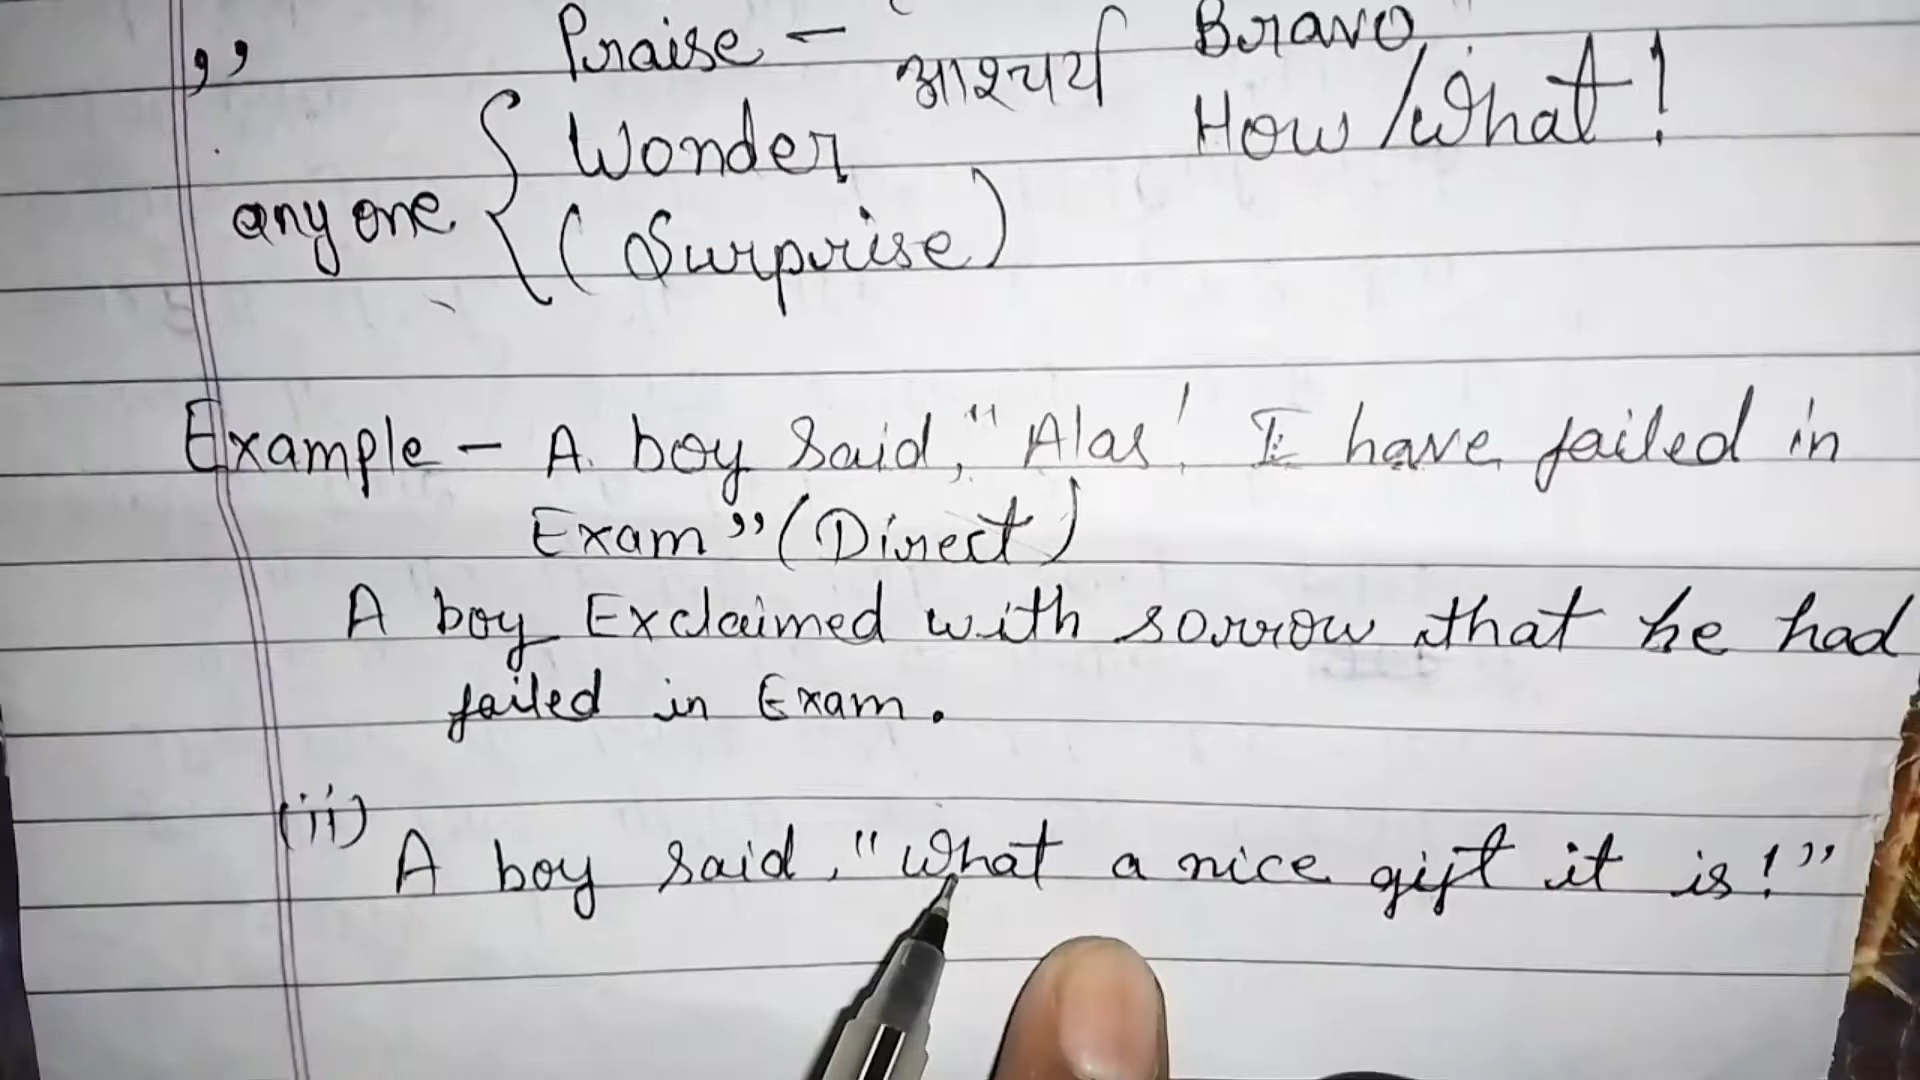 ,, Praise – Bravo
आश्चर्य How/What!
any one { Wonder
(Surprise)
Example – A boy said, "Alas! I have failed in
Exam" (Direct)
A boy Exclaimed with sorrow that he had
failed in Exam.
(ii) A boy said, "What a nice gift it is!"